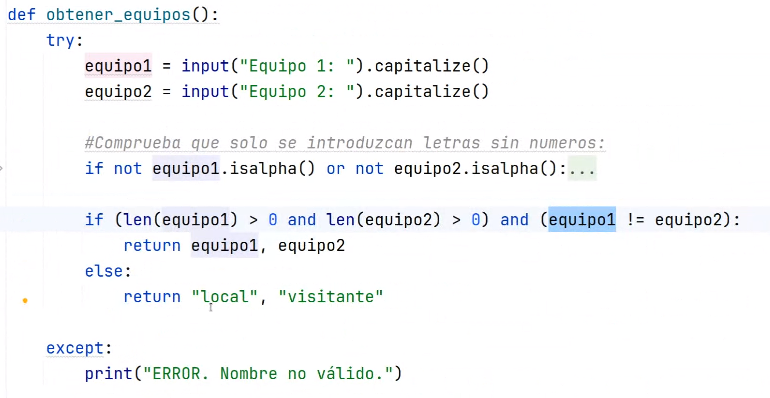 def obtener_equipos():
    try:
        equipo1 = input("Equipo 1: ").capitalize()
        equipo2 = input("Equipo 2: ").capitalize()
        #Comprueba que solo se introduzcan letras sin numeros:
        if not equipo1.isalpha() or not equipo2.isalpha():...
        if (len(equipo1) > 0 and len(equipo2) > 0) and (equipo1 != equipo2):
            return equipo1, equipo2
        else:
            return "local", "visitante"
    except:
        print("ERROR. Nombre no válido.")